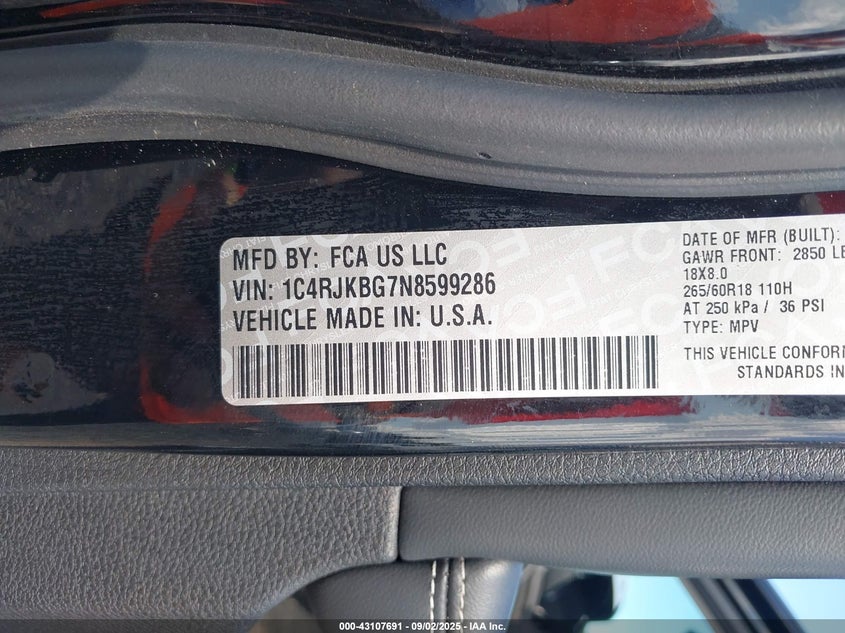 MFD BY: FCA US LLC
VIN: 1C4RJKBG7N8599286
VEHICLE MADE IN: U.S.A.
DATE OF MFR (BUILT):
GAWR FRONT: 2850 LB
18X8.0
265/60R18 110H
AT 250 kPa / 36 PSI
TYPE: MPV
THIS VEHICLE CONFORM
STANDARDS IN
000-43107691 - 09/02/2025 - IAA Inc.